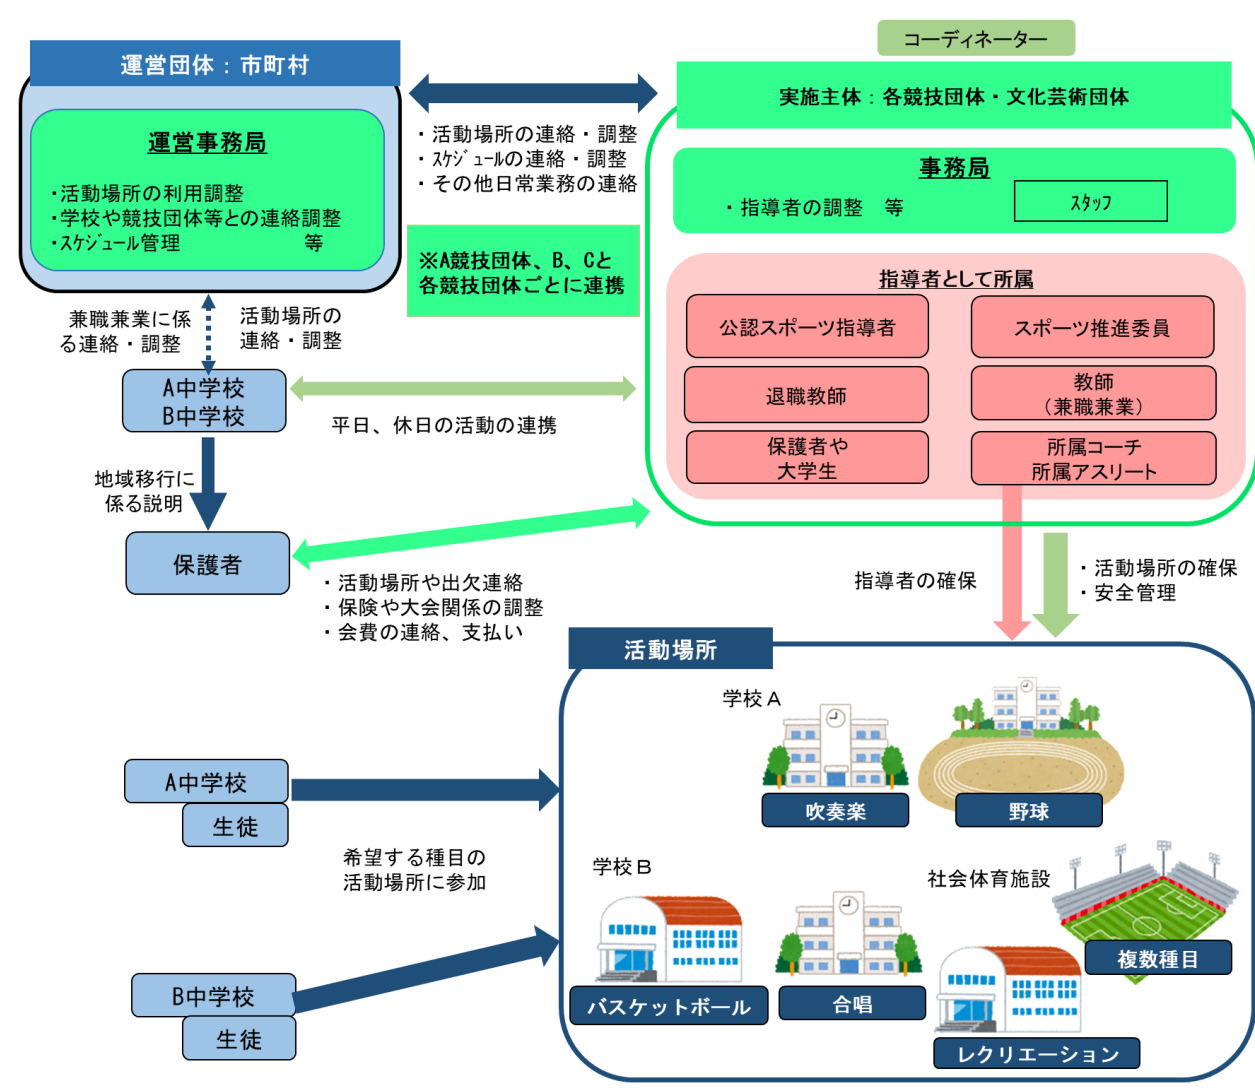 コーディネーター
運営団体：市町村
運営事務局
・活動場所の利用調整
・学校や競技団体等との連絡調整
・ｽｹｼﾞｭｰﾙ管理　　　　　等
・活動場所の連絡・調整
・ｽｹｼﾞｭｰﾙの連絡・調整
・その他日常業務の連絡
※A競技団体、B、Cと
各競技団体ごとに連携
実施主体：各競技団体・文化芸術団体
事務局
・指導者の調整　等
ｽﾀｯﾌ
指導者として所属
公認スポーツ指導者
スポーツ推進委員
退職教師
教師
（兼職兼業）
保護者や
大学生
所属コーチ
所属アスリート
兼職兼業に係
る連絡・調整
活動場所の
連絡・調整
A中学校
B中学校
平日、休日の活動の連携
地域移行に
係る説明
保護者
・活動場所や出欠連絡
・保険や大会関係の調整
・会費の連絡、支払い
指導者の確保
・活動場所の確保
・安全管理
活動場所
学校Ａ
吹奏楽
野球
A中学校
生徒
希望する種目の
活動場所に参加
学校Ｂ
社会体育施設
バスケットボール
合唱
複数種目
レクリエーション
B中学校
生徒